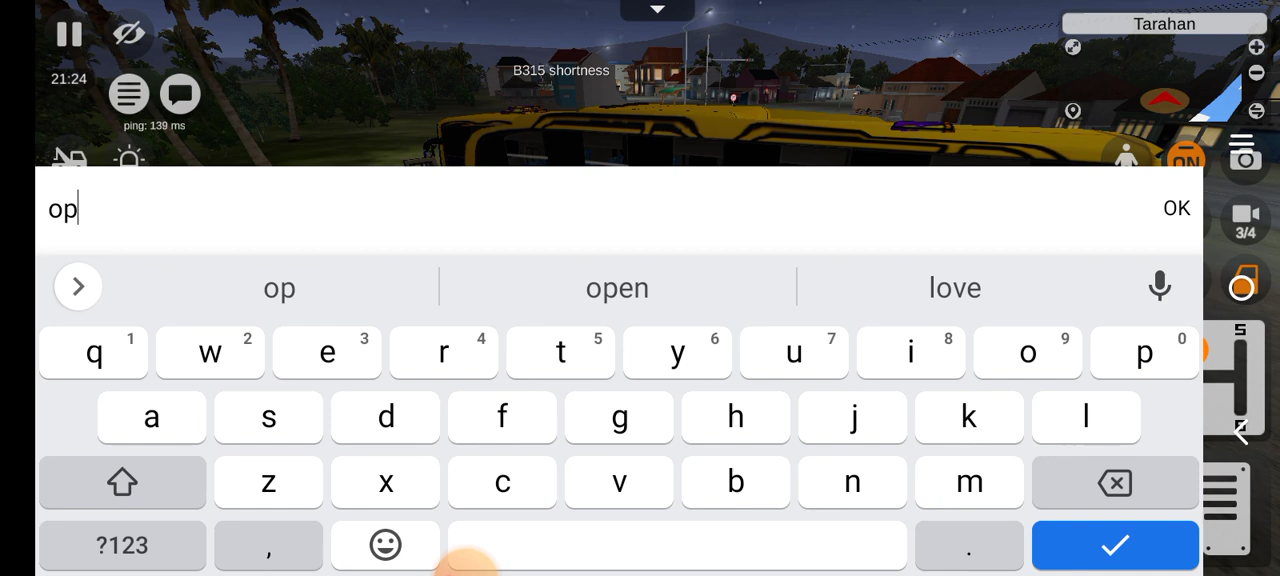 Tarahan
21:24
B315 shortness
ping: 139 ms
ON
op
OK
3/4
op open love
q 1 w 2 e 3 r 4 t 5 y 6 u 7 i 8 o 9 p 0
a s d f g h j k l
z x c v b n m
?123 , .
5